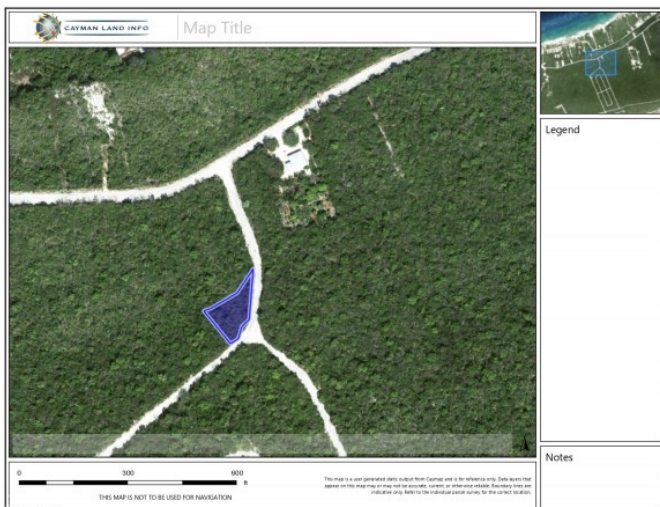 CAYMAN LAND INFO
Map Title
Legend
Notes
0 300 600
ft
THIS MAP IS NOT TO BE USED FOR NAVIGATION
This map is a user generated static output from Caymap and is for reference only. Data layers that
appear on this map may or may not be accurate, current, or otherwise reliable. Boundary lines are
indicative only. Refer to the individual parcel survey for the correct location.